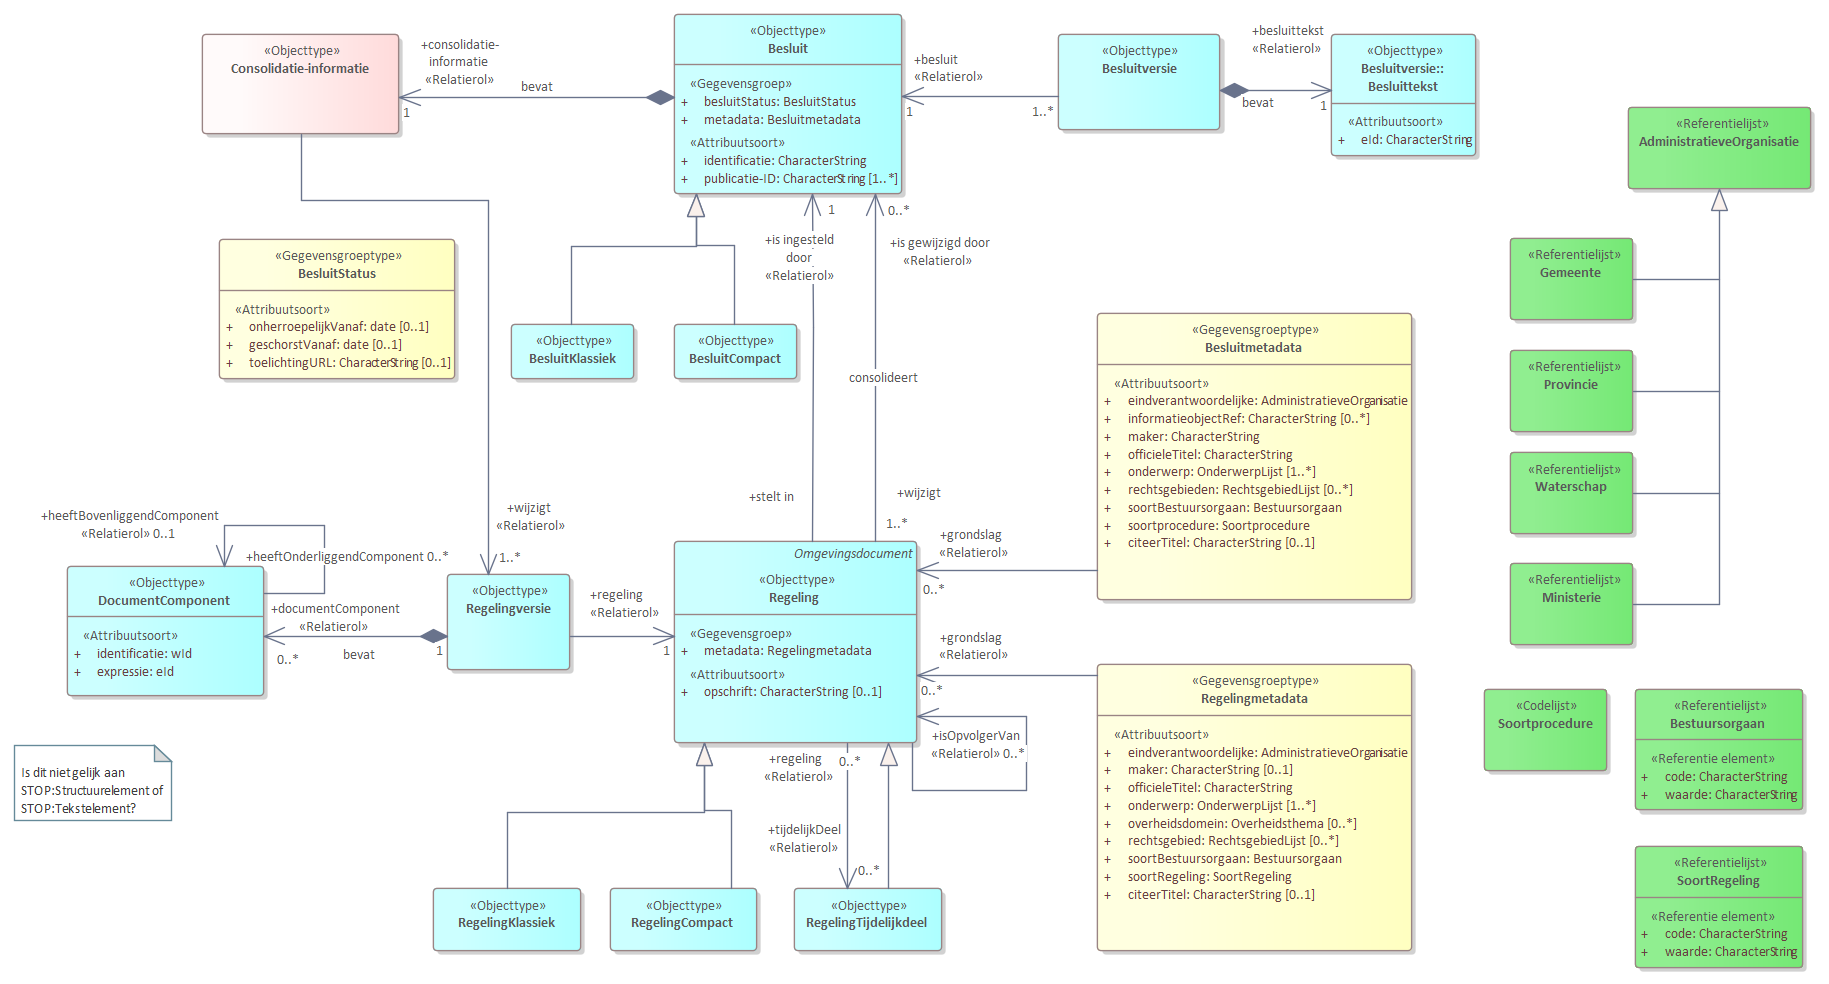 «Objecttype»
Consolidatie-informatie
+consolidatie-
informatie
«Relatierol»
1
bevat
«Objecttype»
Besluit
«Gegevensgroep»
+ besluitStatus: BesluitStatus
+ metadata: Besluitmetadata
«Attribuutsoort»
+ identificatie: CharacterString
+ publicatie-ID: CharacterString [1..*]
+besluit
«Relatierol»
1
1..*
«Objecttype»
Besluitversie
bevat
+besluittekst
«Relatierol»
1
«Objecttype»
Besluitversie::
Besluittekst
«Attribuutsoort»
+ eId: CharacterString
«Referentielijst»
AdministratieveOrganisatie
«Referentielijst»
Gemeente
«Referentielijst»
Provincie
«Referentielijst»
Waterschap
«Referentielijst»
Ministerie
«Gegevensgroeptype»
BesluitStatus
«Attribuutsoort»
+ onherroepelijkVanaf: date [0..1]
+ geschorstVanaf: date [0..1]
+ toelichtingURL: CharacterString [0..1]
«Objecttype»
BesluitKlassiek
«Objecttype»
BesluitCompact
1
+is ingesteld
door
«Relatierol»
0..*
+is gewijzigd door
«Relatierol»
consolideert
+stelt in
+wijzigt
1..*
«Gegevensgroeptype»
Besluitmetadata
«Attribuutsoort»
+ eindverantwoordelijke: AdministratieveOrganisatie
+ informatieobjectRef: CharacterString [0..*]
+ maker: CharacterString
+ officieleTitel: CharacterString
+ onderwerp: OnderwerpLijst [1..*]
+ rechtsgebieden: RechtsgebiedLijst [0..*]
+ soortBestuursorgaan: Bestuursorgaan
+ soortprocedure: Soortprocedure
+ citeerTitel: CharacterString [0..1]
+heeftBovenliggendComponent
«Relatierol» 0..1
+heeftOnderliggendComponent 0..*
+wijzigt
«Relatierol»
1..*
«Objecttype»
DocumentComponent
«Attribuutsoort»
+ identificatie: wId
+ expressie: eId
+documentComponent
«Relatierol»
0..*
bevat
1
«Objecttype»
Regelingversie
+regeling
«Relatierol»
1
Omgevingsdocument
«Objecttype»
Regeling
«Gegevensgroep»
+ metadata: Regelingmetadata
«Attribuutsoort»
+ opschrift: CharacterString [0..1]
+grondslag
«Relatierol»
0..*
+grondslag
«Relatierol»
0..*
+isOpvolgerVan
«Relatierol» 0..*
+regeling
«Relatierol»
0..*
+tijdelijkDeel
«Relatierol»
0..*
«Gegevensgroeptype»
Regelingmetadata
«Attribuutsoort»
+ eindverantwoordelijke: AdministratieveOrganisatie
+ maker: CharacterString [0..1]
+ officieleTitel: CharacterString
+ onderwerp: OnderwerpLijst [1..*]
+ overheidsdomein: Overheidsthema [0..*]
+ rechtsgebied: RechtsgebiedLijst [0..*]
+ soortBestuursorgaan: Bestuursorgaan
+ soortRegeling: SoortRegeling
+ citeerTitel: CharacterString [0..1]
«Codelijst»
Soortprocedure
«Referentielijst»
Bestuursorgaan
«Referentie element»
+ code: CharacterString
+ waarde: CharacterString
«Referentielijst»
SoortRegeling
«Referentie element»
+ code: CharacterString
+ waarde: CharacterString
Is dit niet gelijk aan
STOP:Structuurelement of
STOP:Tekstelement?
«Objecttype»
RegelingKlassiek
«Objecttype»
RegelingCompact
«Objecttype»
RegelingTijdelijkdeel